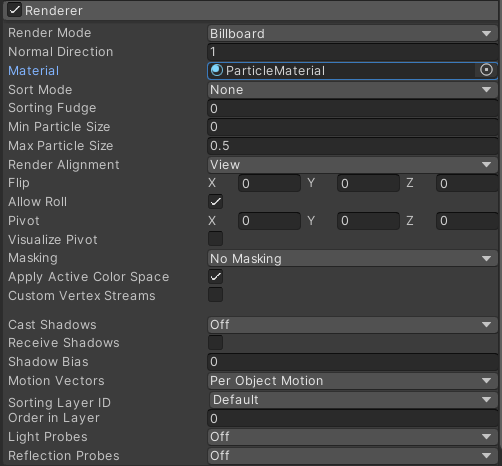 Renderer
Render Mode Billboard
Normal Direction 1
Material ParticleMaterial
Sort Mode None
Sorting Fudge 0
Min Particle Size 0
Max Particle Size 0.5
Render Alignment View
Flip X 0 Y 0 Z 0
Allow Roll
Pivot X 0 Y 0 Z 0
Visualize Pivot
Masking No Masking
Apply Active Color Space
Custom Vertex Streams
Cast Shadows Off
Receive Shadows
Shadow Bias 0
Motion Vectors Per Object Motion
Sorting Layer ID Default
Order in Layer 0
Light Probes Off
Reflection Probes Off